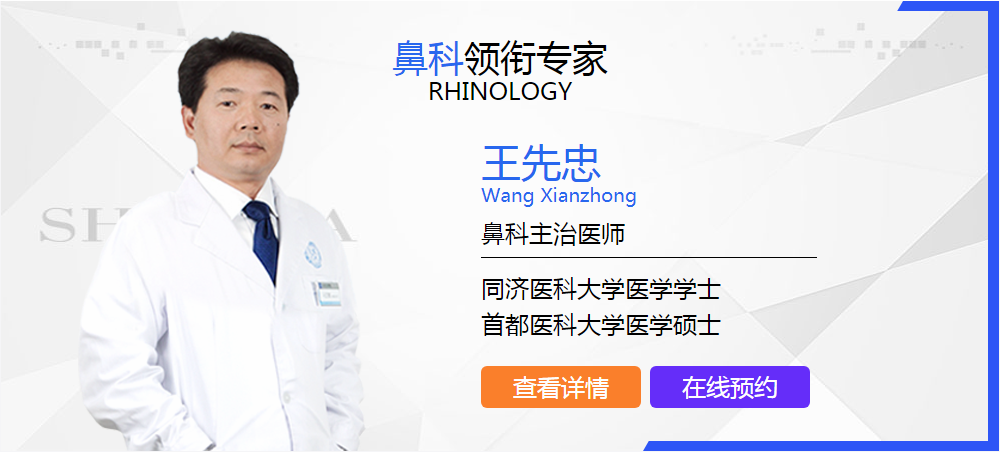 鼻科领衔专家
RHINOLOGY
王先忠
Wang Xianzhong
鼻科主治医师
同济医科大学医学学士
首都医科大学医学硕士
查看详情
在线预约